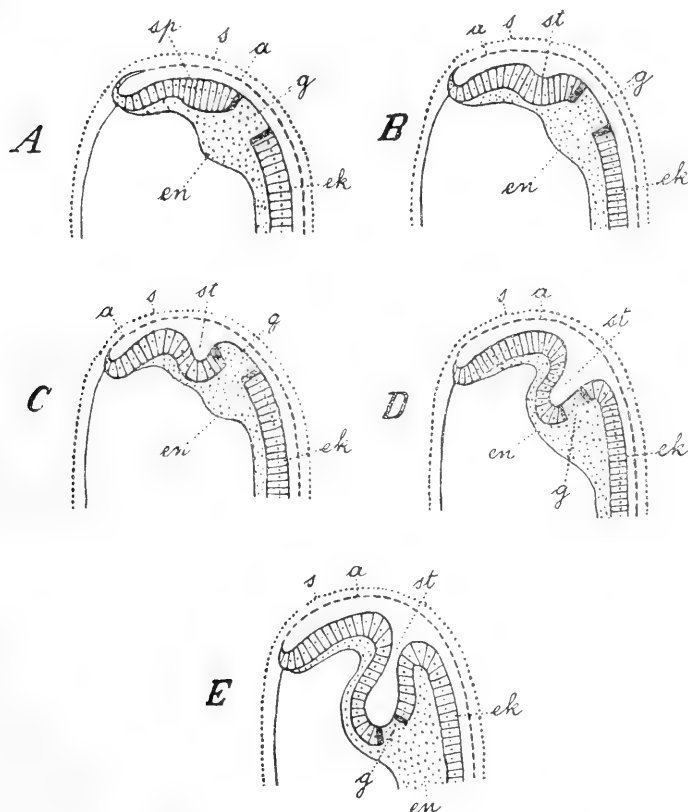 sp s a g
A
en ek
a s st g
B
en ek
a s st g
C
en ek
s a st
D
en g ek
s a st
E
ek
g en